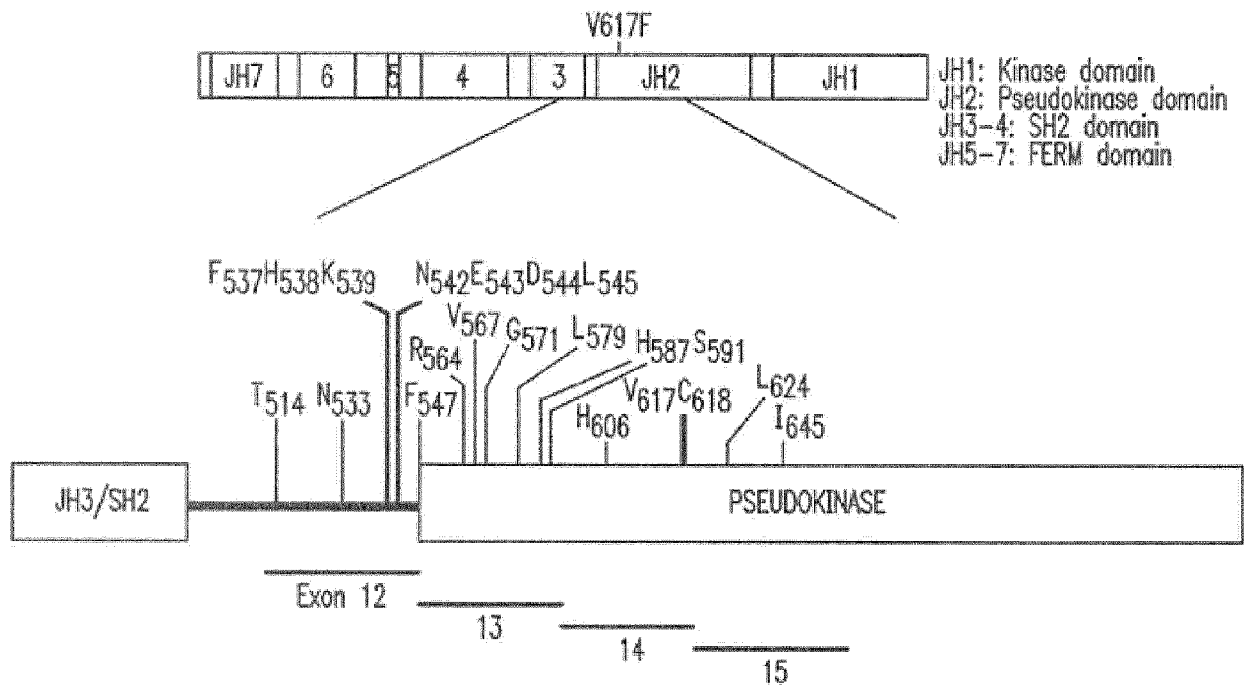 V617F
JH7 6 5 4 3 JH2 JH1
JH1: Kinase domain
JH2: Pseudokinase domain
JH3-4: SH2 domain
JH5-7: FERM domain
F537H538K539 N542E543D544L545
V567 G571 L579 H587S591
R564
T514 N533 F547 H606 V617C618 L624
I645
JH3/SH2 PSEUDOKINASE
Exon 12
13
14
15